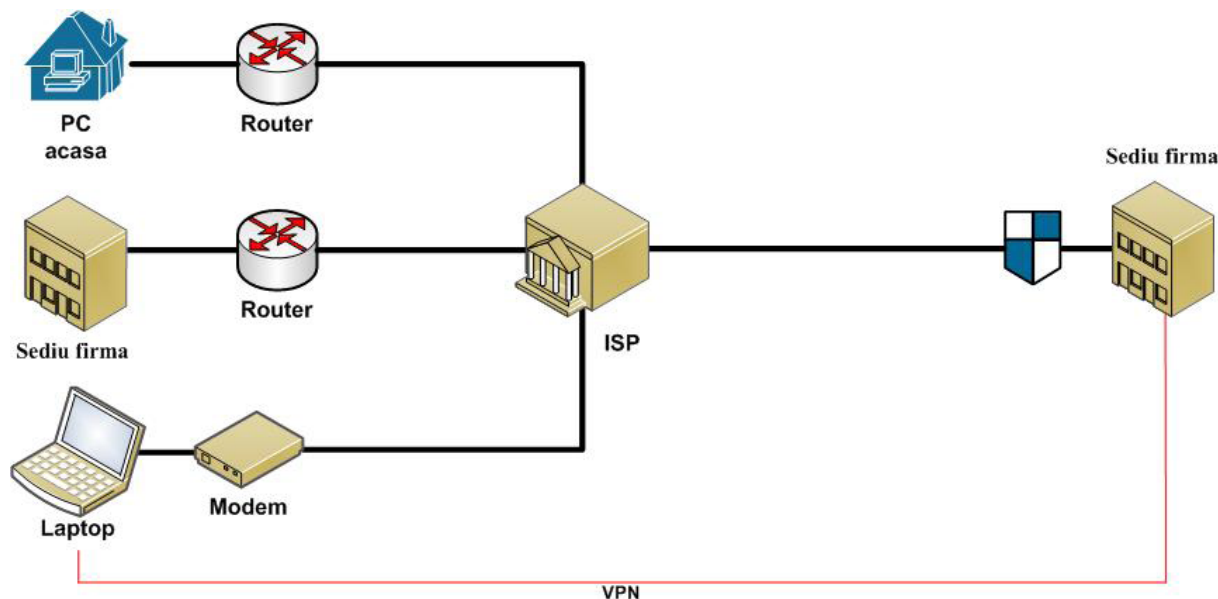 PC
acasa
Router
Sediu firma
Router
Sediu firma
ISP
Laptop
Modem
VPN